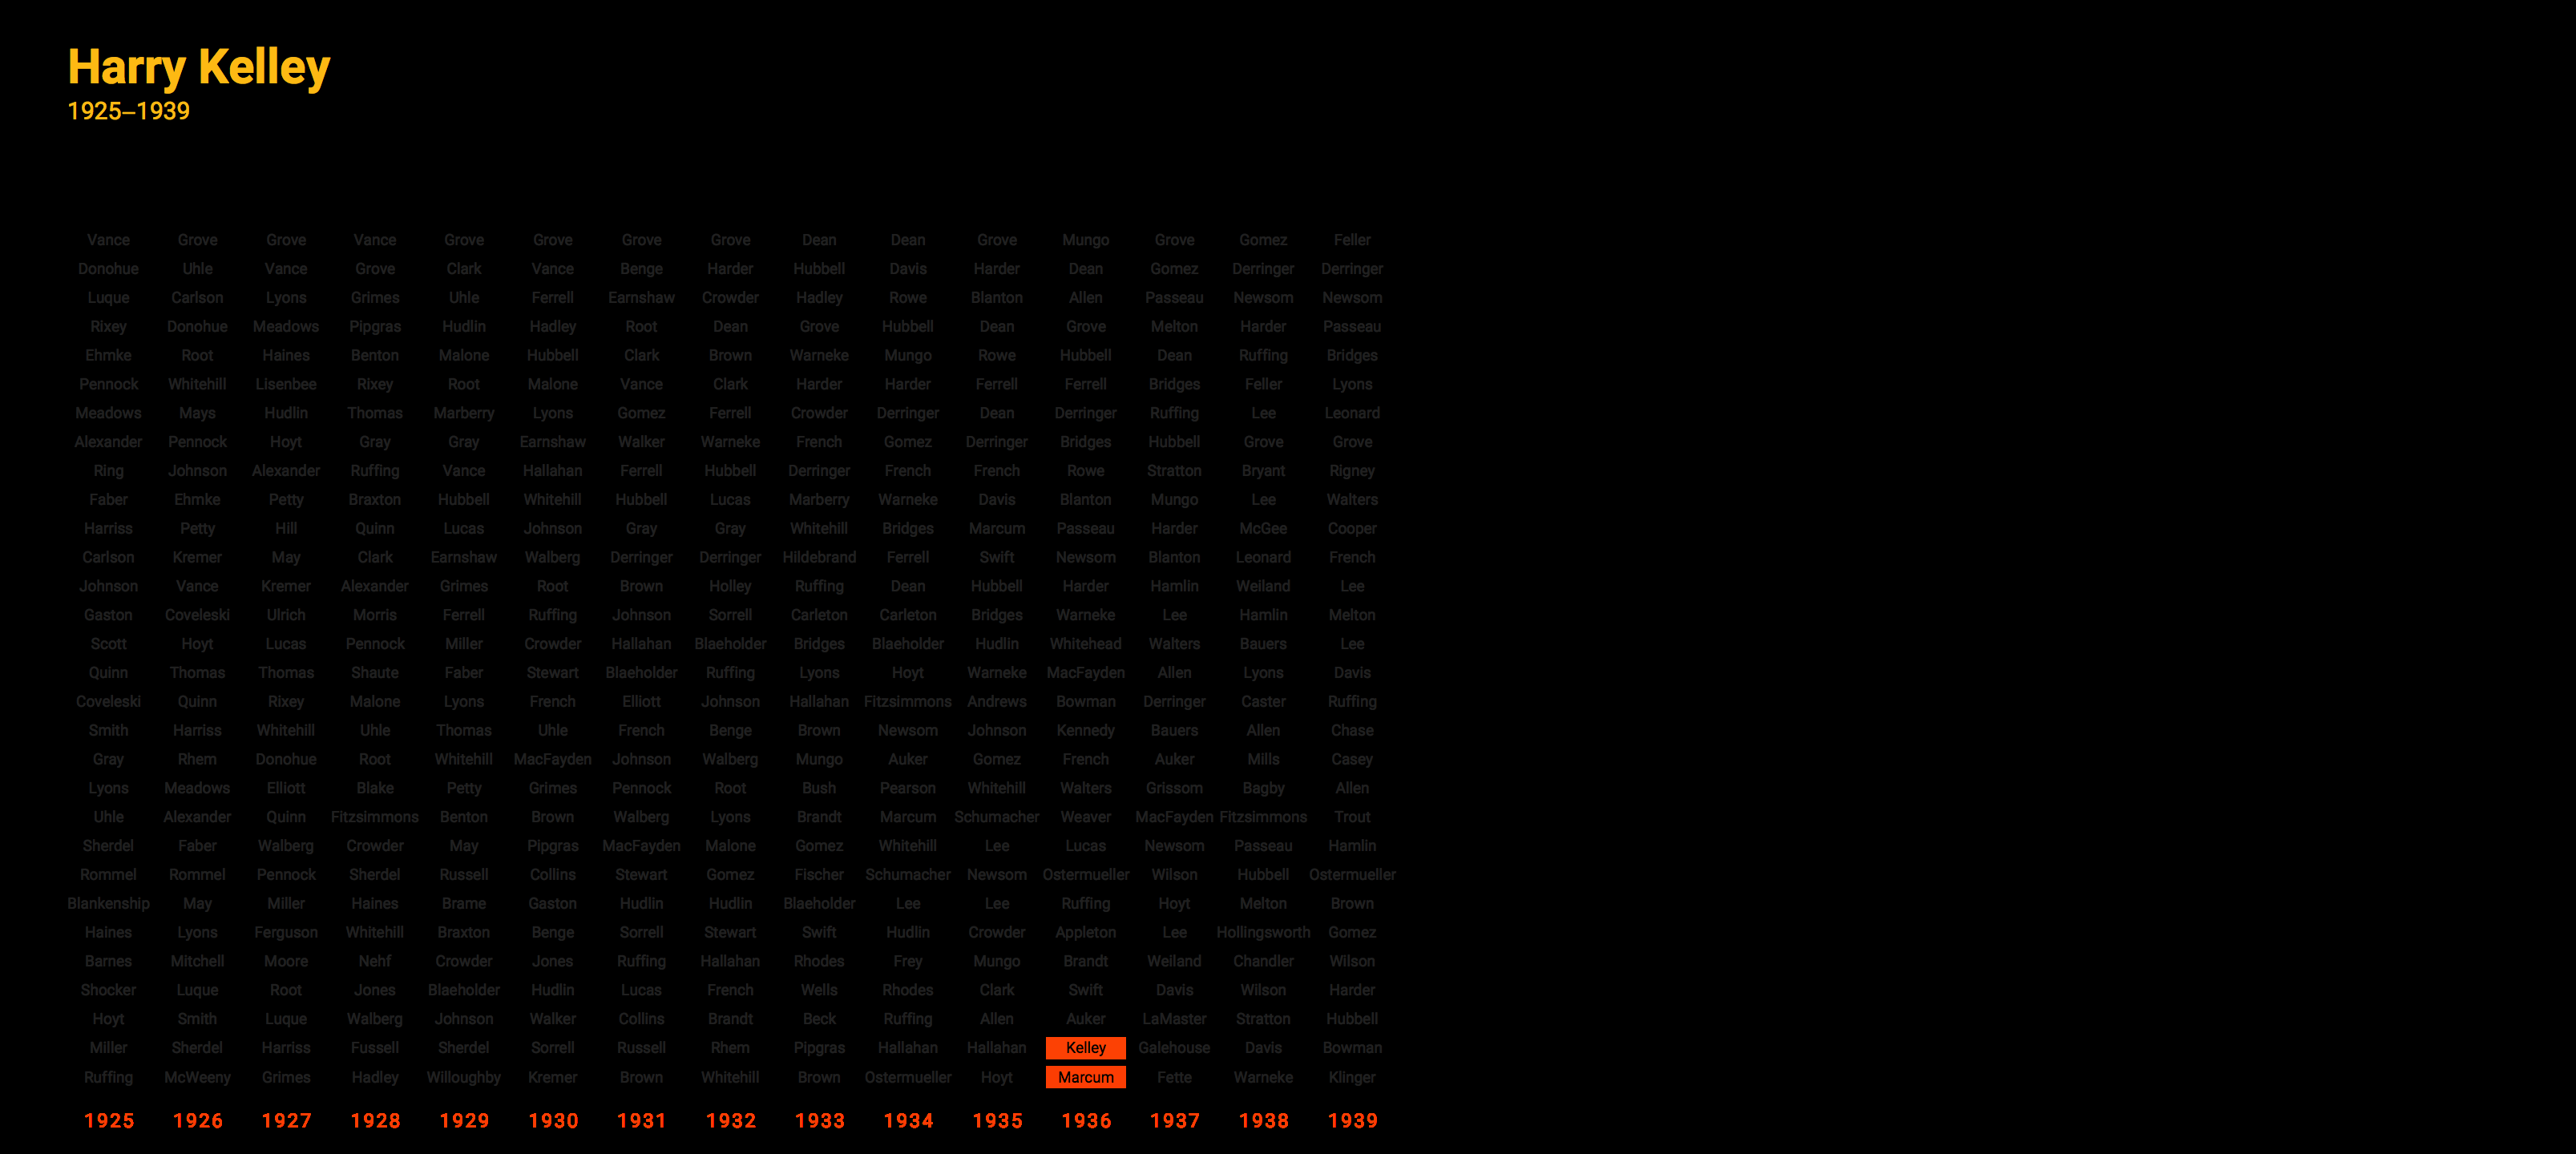 Harry Kelley
1925–1939
Vance Grove Grove Vance Grove Grove Grove Grove Dean Dean Grove Mungo Grove Gomez Feller
Donohue Uhle Vance Grove Clark Vance Benge Harder Hubbell Davis Harder Dean Gomez Derringer Derringer
Luque Carlson Lyons Grimes Uhle Ferrell Earnshaw Crowder Hadley Rowe Blanton Allen Passeau Newsom Newsom
Rixey Donohue Meadows Pipgras Hudlin Hadley Root Dean Grove Hubbell Dean Grove Melton Harder Passeau
Ehmke Root Haines Benton Malone Hubbell Clark Brown Warneke Mungo Rowe Hubbell Dean Ruffing Bridges
Pennock Whitehill Lisenbee Rixey Root Malone Vance Clark Harder Harder Ferrell Ferrell Bridges Feller Lyons
Meadows Mays Hudlin Thomas Marberry Lyons Gomez Ferrell Crowder Derringer Dean Derringer Ruffing Lee Leonard
Alexander Pennock Hoyt Gray Gray Earnshaw Walker Warneke French Gomez Derringer Bridges Hubbell Grove Grove
Ring Johnson Alexander Ruffing Vance Hallahan Ferrell Hubbell Derringer French French Rowe Stratton Bryant Rigney
Faber Ehmke Petty Braxton Hubbell Whitehill Hubbell Lucas Marberry Warneke Davis Blanton Mungo Lee Walters
Harriss Petty Hill Quinn Lucas Johnson Gray Gray Whitehill Bridges Marcum Passeau Harder McGee Cooper
Carlson Kremer May Clark Earnshaw Walberg Derringer Derringer Hildebrand Ferrell Swift Newsom Blanton Leonard French
Johnson Vance Kremer Alexander Grimes Root Brown Holley Ruffing Dean Hubbell Harder Hamlin Weiland Lee
Gaston Coveleski Ulrich Morris Ferrell Ruffing Johnson Sorrell Carleton Carleton Bridges Warneke Lee Hamlin Melton
Scott Hoyt Lucas Pennock Miller Crowder Hallahan Blaeholder Bridges Blaeholder Hudlin Whitehead Walters Bauers Lee
Quinn Thomas Thomas Shaute Faber Stewart Blaeholder Ruffing Lyons Hoyt Warneke MacFayden Allen Lyons Davis
Coveleski Quinn Rixey Malone Lyons French Elliott Johnson Hallahan Fitzsimmons Andrews Bowman Derringer Caster Ruffing
Smith Harriss Whitehill Uhle Thomas Uhle French Benge Brown Newsom Johnson Kennedy Bauers Allen Chase
Gray Rhem Donohue Root Whitehill MacFayden Johnson Walberg Mungo Auker Gomez French Auker Mills Casey
Lyons Meadows Elliott Blake Petty Grimes Pennock Root Bush Pearson Whitehill Walters Grissom Bagby Allen
Uhle Alexander Quinn Fitzsimmons Benton Brown Walberg Lyons Brandt Marcum Schumacher Weaver MacFayden Fitzsimmons Trout
Sherdel Faber Walberg Crowder May Pipgras MacFayden Malone Gomez Whitehill Lee Lucas Newsom Passeau Hamlin
Rommel Rommel Pennock Sherdel Russell Collins Stewart Gomez Fischer Schumacher Newsom Ostermueller Wilson Hubbell Ostermueller
Blankenship May Miller Haines Brame Gaston Hudlin Hudlin Blaeholder Lee Lee Ruffing Hoyt Melton Brown
Haines Lyons Ferguson Whitehill Braxton Benge Sorrell Stewart Swift Hudlin Crowder Appleton Lee Hollingsworth Gomez
Barnes Mitchell Moore Nehf Crowder Jones Ruffing Hallahan Rhodes Frey Mungo Brandt Weiland Chandler Wilson
Shocker Luque Root Jones Blaeholder Hudlin Lucas French Wells Rhodes Clark Swift Davis Wilson Harder
Hoyt Smith Luque Walberg Johnson Walker Collins Brandt Beck Ruffing Allen Auker LaMaster Stratton Hubbell
Miller Sherdel Harriss Fussell Sherdel Sorrell Russell Rhem Pipgras Hallahan Hallahan Kelley Galehouse Davis Bowman
Ruffing McWeeny Grimes Hadley Willoughby Kremer Brown Whitehill Brown Ostermueller Hoyt Marcum Fette Warneke Klinger
1925 1926 1927 1928 1929 1930 1931 1932 1933 1934 1935 1936 1937 1938 1939